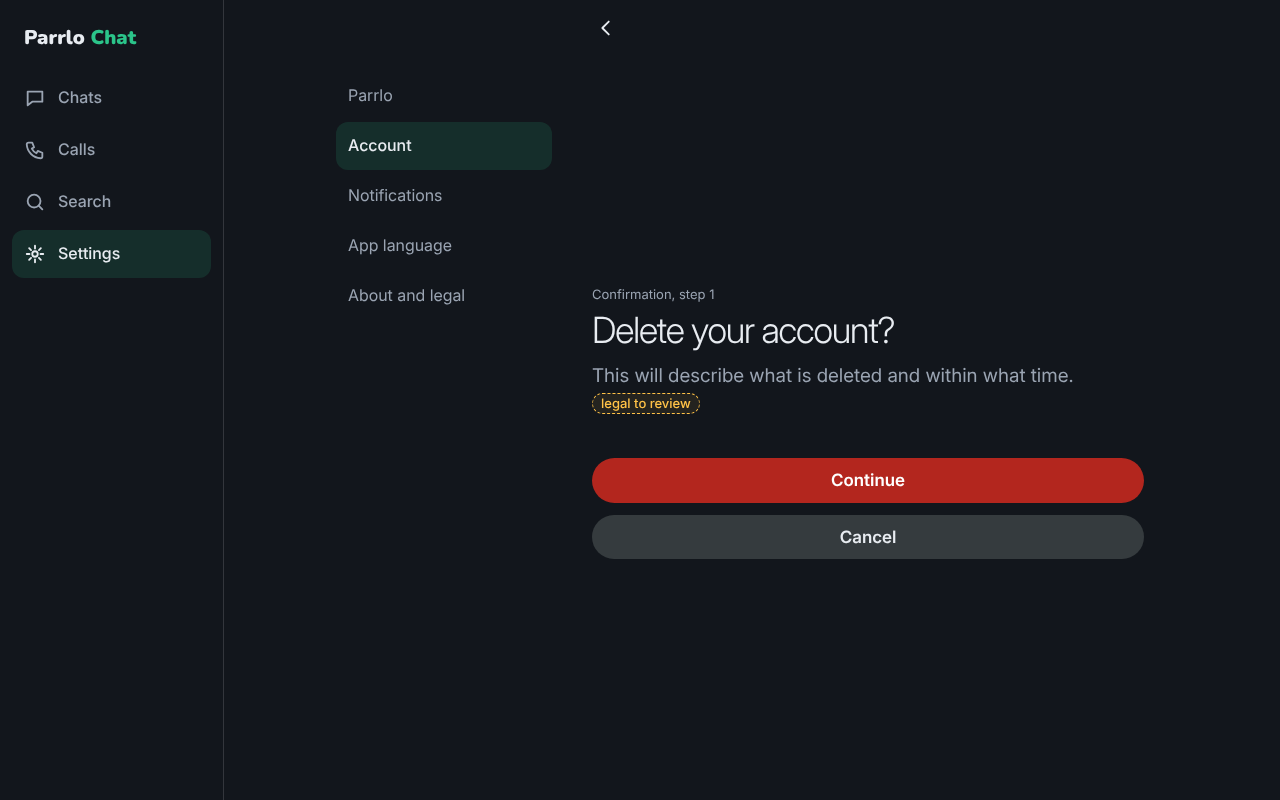 Parrlo Chat
Chats
Calls
Search
Settings
Parrlo
Account
Notifications
App language
About and legal
Confirmation, step 1
Delete your account?
This will describe what is deleted and within what time.
legal to review
Continue
Cancel